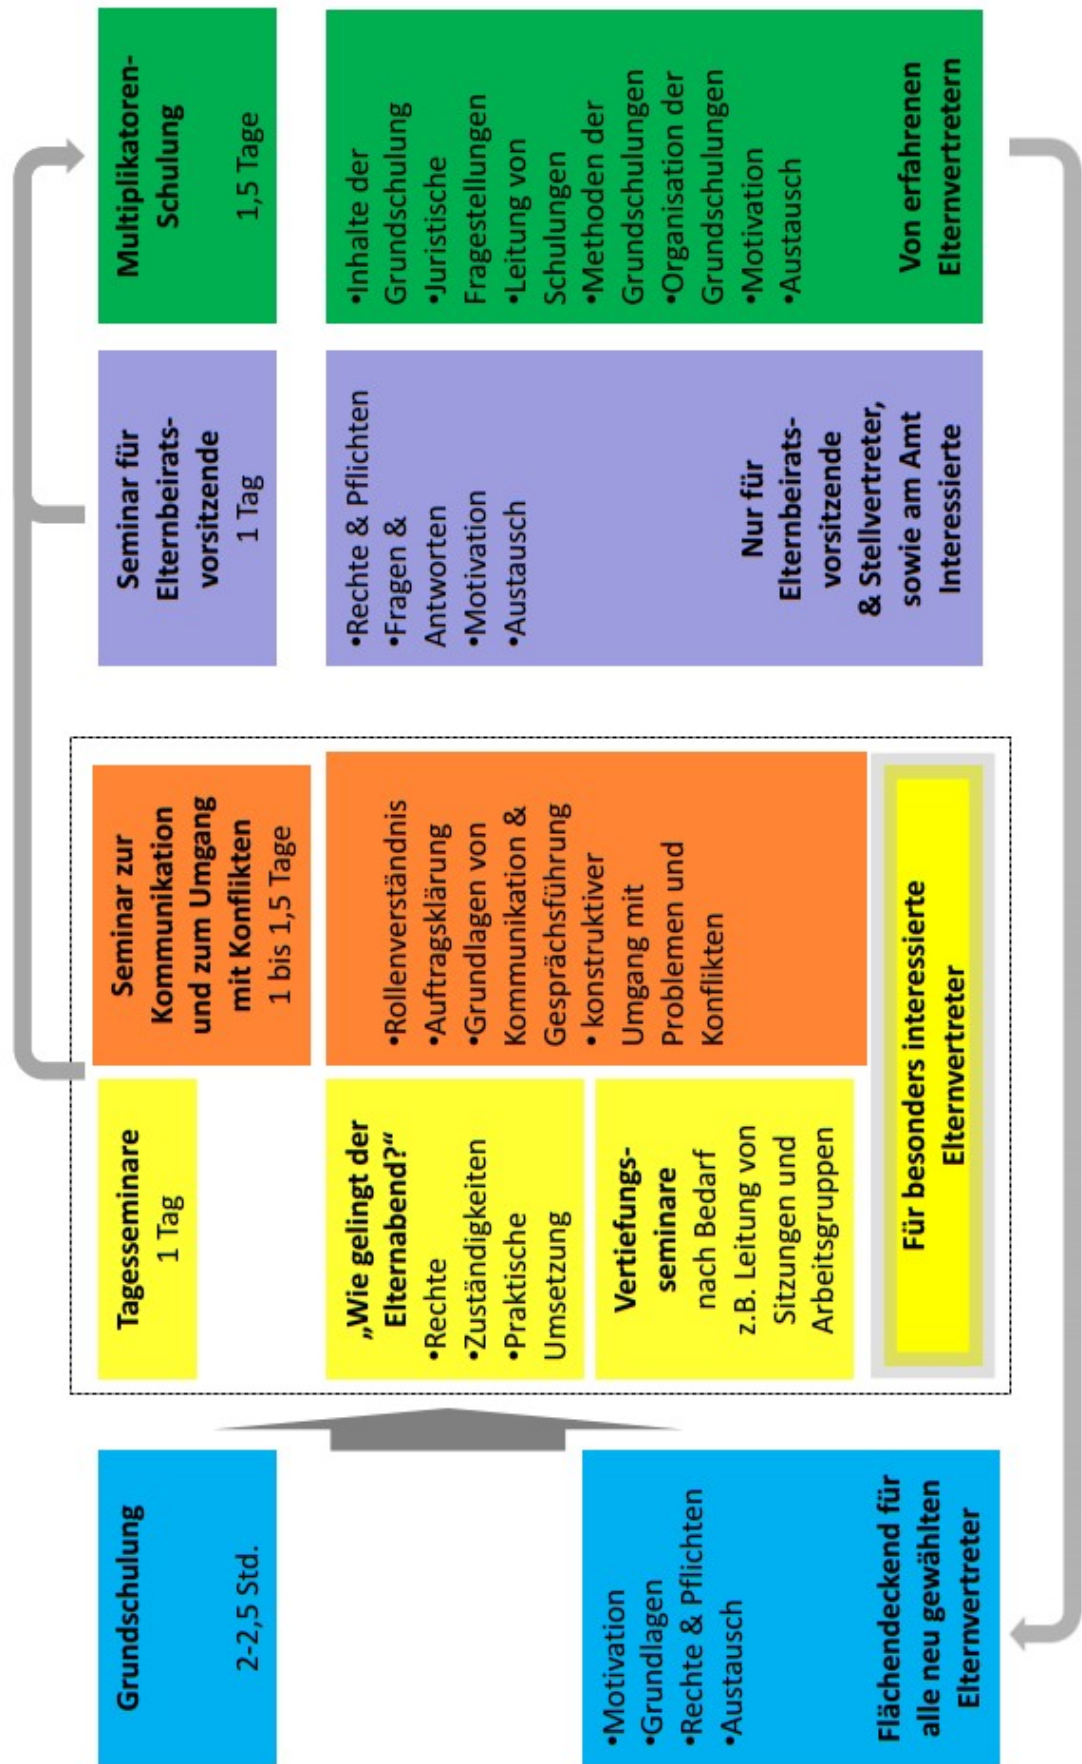 Grundschulung
2-2,5 Std.
•Motivation
•Grundlagen
•Rechte & Pflichten
•Austausch
Flächendeckend für
alle neu gewählten
Elternvertreter
Tagesseminare
1 Tag
„Wie gelingt der
Elternabend?“
•Rechte
•Zuständigkeiten
•Praktische
Umsetzung
Vertiefungs-
seminare
nach Bedarf
z.B. Leitung von
Sitzungen und
Arbeitsgruppen
Seminar zur
Kommunikation
und zum Umgang
mit Konflikten
1 bis 1,5 Tage
•Rollenverständnis
•Auftragsklärung
•Grundlagen von
Kommunikation &
Gesprächsführung
• konstruktiver
Umgang mit
Problemen und
Konflikten
Für besonders interessierte
Elternvertreter
Seminar für
Elternbeirats-
vorsitzende
1 Tag
•Rechte & Pflichten
•Fragen &
Antworten
•Motivation
•Austausch
Nur für
Elternbeirats-
vorsitzende
& Stellvertreter,
sowie am Amt
Interessierte
Multiplikatoren-
Schulung
1,5 Tage
•Inhalte der
Grundschulung
•Juristische
Fragestellungen
•Leitung von
Schulungen
•Methoden der
Grundschulungen
•Organisation der
Grundschulungen
•Motivation
•Austausch
Von erfahrenen
Elternvertretern